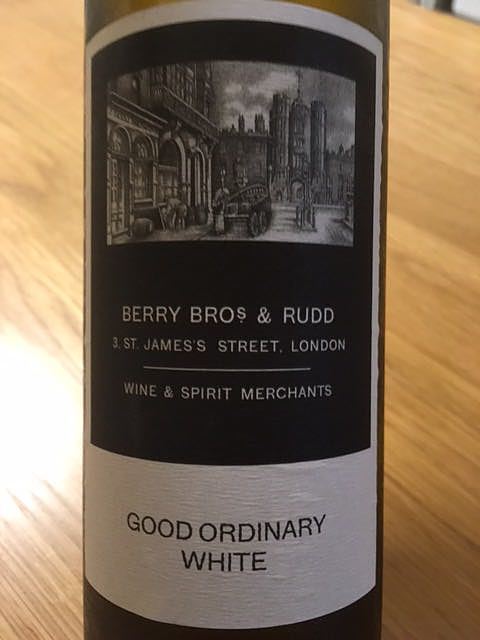 BERRY BROS & RUDD
3, ST. JAMES'S STREET, LONDON
WINE & SPIRIT MERCHANTS
GOOD ORDINARY
WHITE